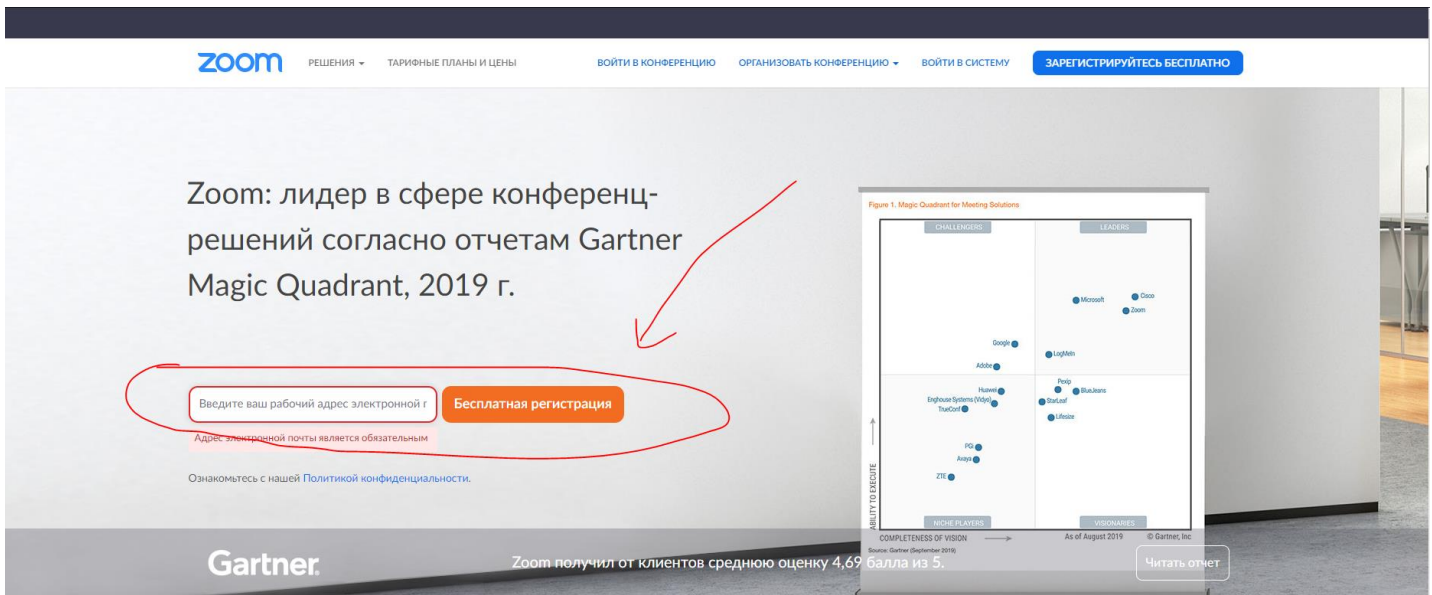 zoom
РЕШЕНИЯ
ТАРИФНЫЕ ПЛАНЫ И ЦЕНЫ
ВОЙТИ В КОНФЕРЕНЦИЮ
ОРГАНИЗОВАТЬ КОНФЕРЕНЦИЮ
ВОЙТИ В СИСТЕМУ
ЗАРЕГИСТРИРУЙТЕСЬ БЕСПЛАТНО
Zoom: лидер в сфере конференц-
решений согласно отчетам Gartner
Magic Quadrant, 2019 г.
Введите ваш рабочий адрес электронной г
Бесплатная регистрация
Адрес электронной почты является обязательным
Ознакомьтесь с нашей Политикой конфиденциальности.
Figure 1. Magic Quadrant for Meeting Solutions
CHALLENGERS
LEADERS
Microsoft
Cisco
Zoom
Google
LogMeIn
Adobe
Huawei
Pexip
BlueJeans
Enghouse Systems (Vidyo)
StarLeaf
TrueConf
Lifesize
PGi
Avaya
ZTE
ABILITY TO EXECUTE
NICHE PLAYERS
VISIONARIES
COMPLETENESS OF VISION
As of August 2019
© Gartner, Inc
Source: Gartner (September 2019)
Gartner
Zoom получил от клиентов среднюю оценку 4,69 балла из 5.
Читать отчет